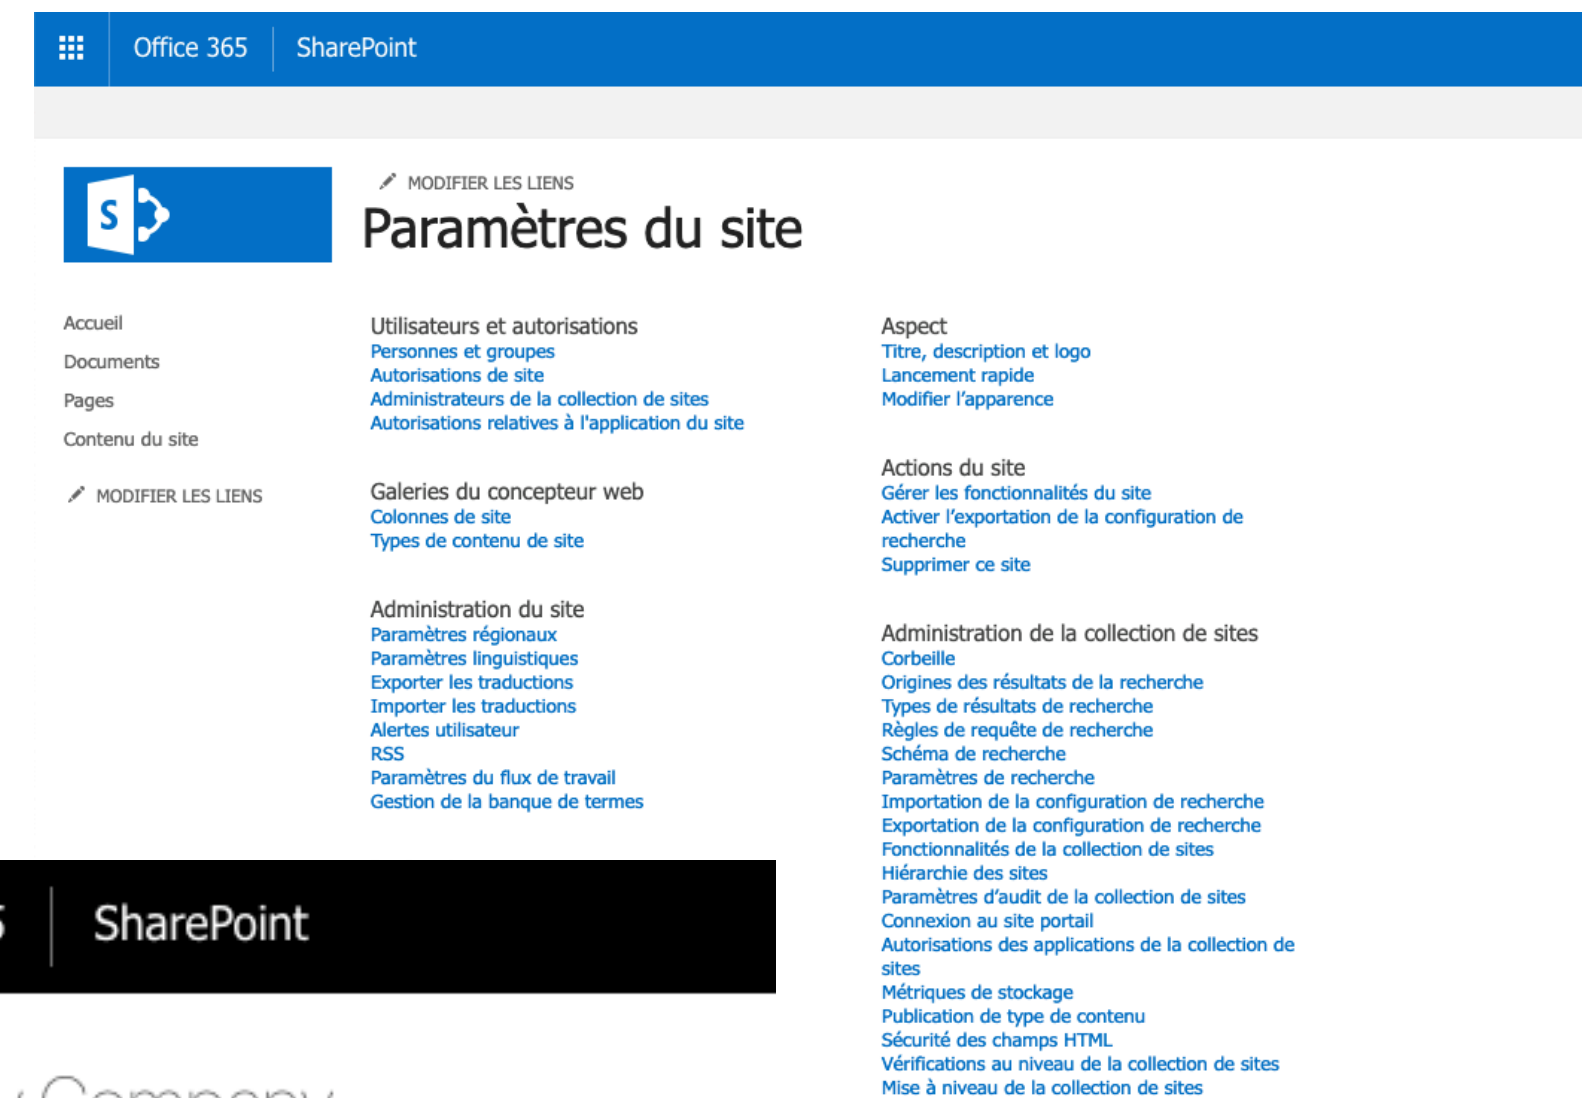 Office 365
SharePoint
MODIFIER LES LIENS
Paramètres du site
Accueil
Documents
Pages
Contenu du site
MODIFIER LES LIENS
Utilisateurs et autorisations
Personnes et groupes
Autorisations de site
Administrateurs de la collection de sites
Autorisations relatives à l'application du site
Galeries du concepteur web
Colonnes de site
Types de contenu de site
Administration du site
Paramètres régionaux
Paramètres linguistiques
Exporter les traductions
Importer les traductions
Alertes utilisateur
RSS
Paramètres du flux de travail
Gestion de la banque de termes
Aspect
Titre, description et logo
Lancement rapide
Modifier l’apparence
Actions du site
Gérer les fonctionnalités du site
Activer l’exportation de la configuration de
recherche
Supprimer ce site
Administration de la collection de sites
Corbeille
Origines des résultats de la recherche
Types de résultats de recherche
Règles de requête de recherche
Schéma de recherche
Paramètres de recherche
Importation de la configuration de recherche
Exportation de la configuration de recherche
Fonctionnalités de la collection de sites
Hiérarchie des sites
Paramètres d’audit de la collection de sites
Connexion au site portail
Autorisations des applications de la collection de
sites
Métriques de stockage
Publication de type de contenu
Sécurité des champs HTML
Vérifications au niveau de la collection de sites
Mise à niveau de la collection de sites
SharePoint
Company